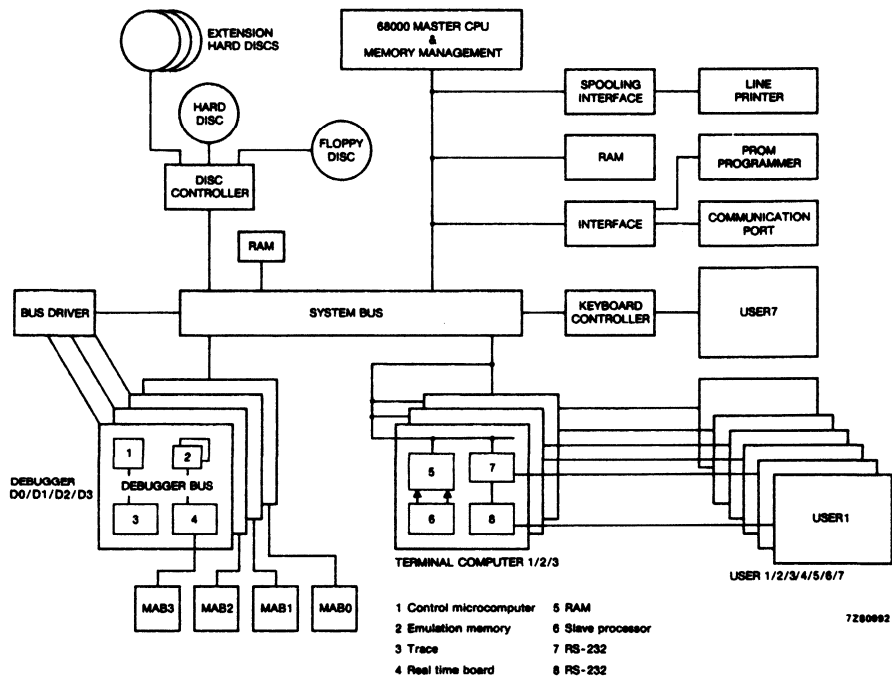 EXTENSION
HARD DISCS
68000 MASTER CPU
&
MEMORY MANAGEMENT
SPOOLING
INTERFACE
LINE
PRINTER
HARD
DISC
FLOPPY
DISC
RAM
PROM
PROGRAMMER
DISC
CONTROLLER
INTERFACE
COMMUNICATION
PORT
RAM
BUS DRIVER
SYSTEM BUS
KEYBOARD
CONTROLLER
USER7
DEBUGGER
D0/D1/D2/D3
1
2
DEBUGGER BUS
3
4
5
7
6
8
USER1
TERMINAL COMPUTER 1/2/3
USER 1/2/3/4/5/6/7
MAB3
MAB2
MAB1
MAB0
1 Control microcomputer
2 Emulation memory
3 Trace
4 Real time board
5 RAM
6 Slave processor
7 RS-232
8 RS-232
7Z80992